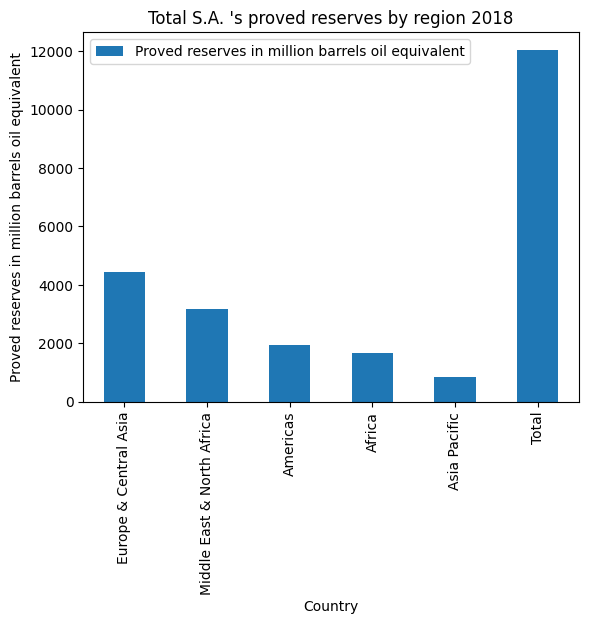 Total S.A. 's proved reserves by region 2018
Proved reserves in million barrels oil equivalent
Proved reserves in million barrels oil equivalent
12000
10000
8000
6000
4000
2000
0
Europe & Central Asia
Middle East & North Africa
Americas
Africa
Asia Pacific
Total
Country